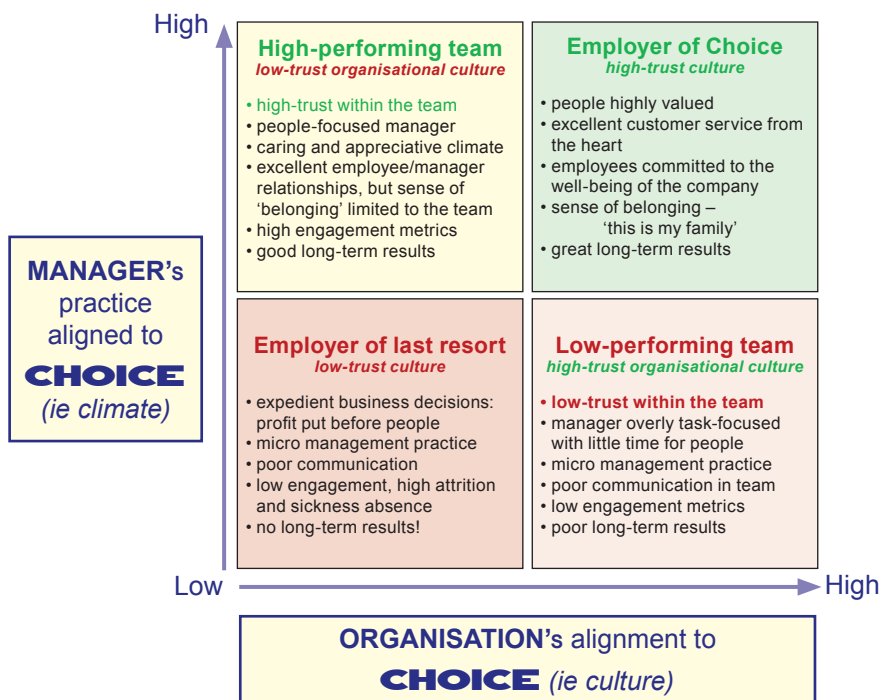 High
High-performing team
low-trust organisational culture
• high-trust within the team
• people-focused manager
• caring and appreciative climate
• excellent employee/manager
relationships, but sense of
‘belonging’ limited to the team
• high engagement metrics
• good long-term results
Employer of Choice
high-trust culture
• people highly valued
• excellent customer service from
the heart
• employees committed to the
well-being of the company
• sense of belonging –
‘this is my family’
• great long-term results
MANAGER’s
practice
aligned to
CHOICE
(ie climate)
Employer of last resort
low-trust culture
• expedient business decisions:
profit put before people
• micro management practice
• poor communication
• low engagement, high attrition
and sickness absence
• no long-term results!
Low-performing team
high-trust organisational culture
• low-trust within the team
• manager overly task-focused
with little time for people
• micro management practice
• poor communication in team
• low engagement metrics
• poor long-term results
Low
High
ORGANISATION’s alignment to
CHOICE (ie culture)